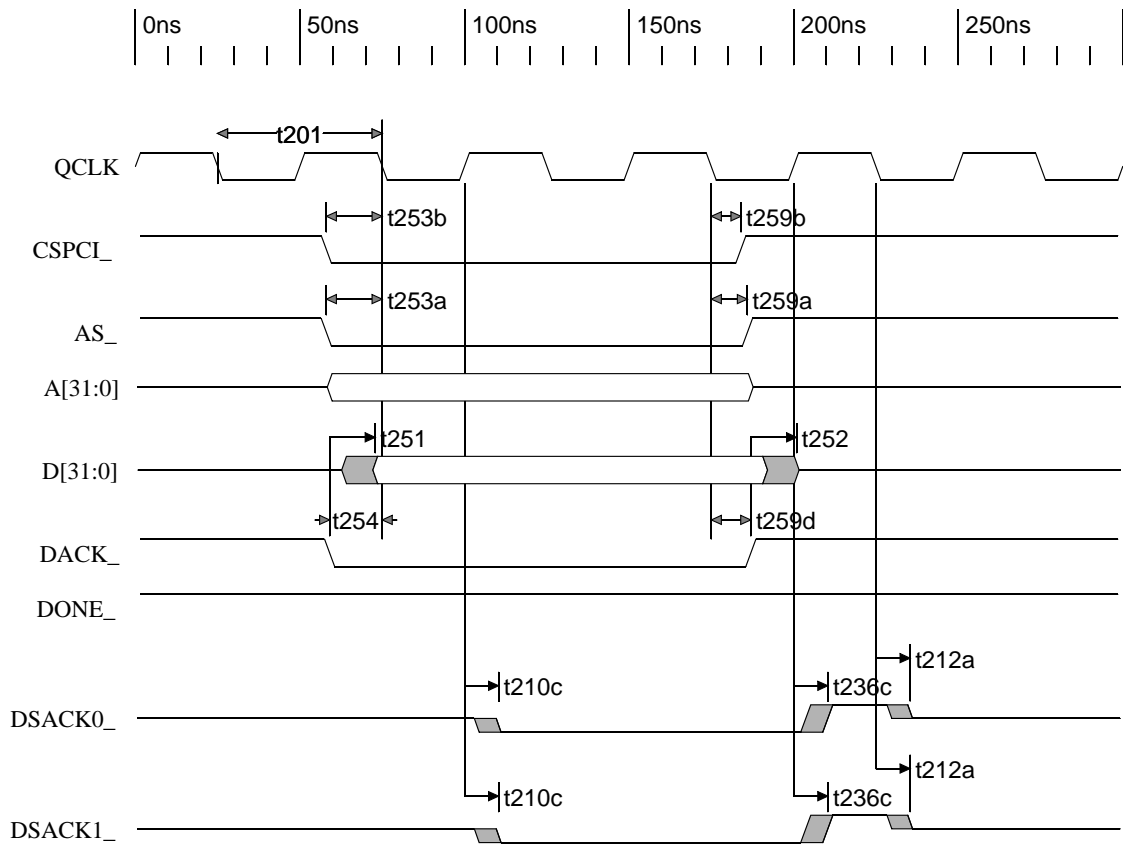 0ns 50ns 100ns 150ns 200ns 250ns
t201
QCLK
t253b t259b
CSPCI_
t253a t259a
AS_
A[31:0]
t251 t252
D[31:0]
t254 t259d
DACK_
DONE_
t212a
t210c t236c
DSACK0_
t212a
t210c t236c
DSACK1_